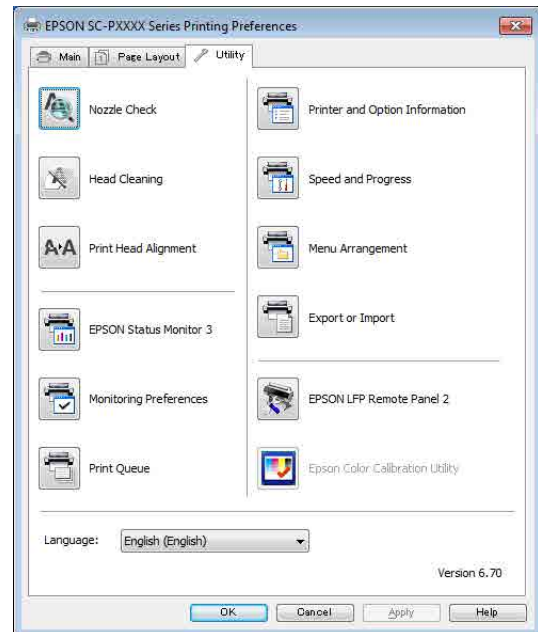 EPSON SC-PXXXX Series Printing Preferences
Main
Page Layout
Utility
Nozzle Check
Printer and Option Information
Head Cleaning
Speed and Progress
A▸A Print Head Alignment
Menu Arrangement
EPSON Status Monitor 3
Export or Import
Monitoring Preferences
EPSON LFP Remote Panel 2
Print Queue
Epson Color Calibration Utility
Language: English (English)
Version 6.70
OK Cancel Apply Help